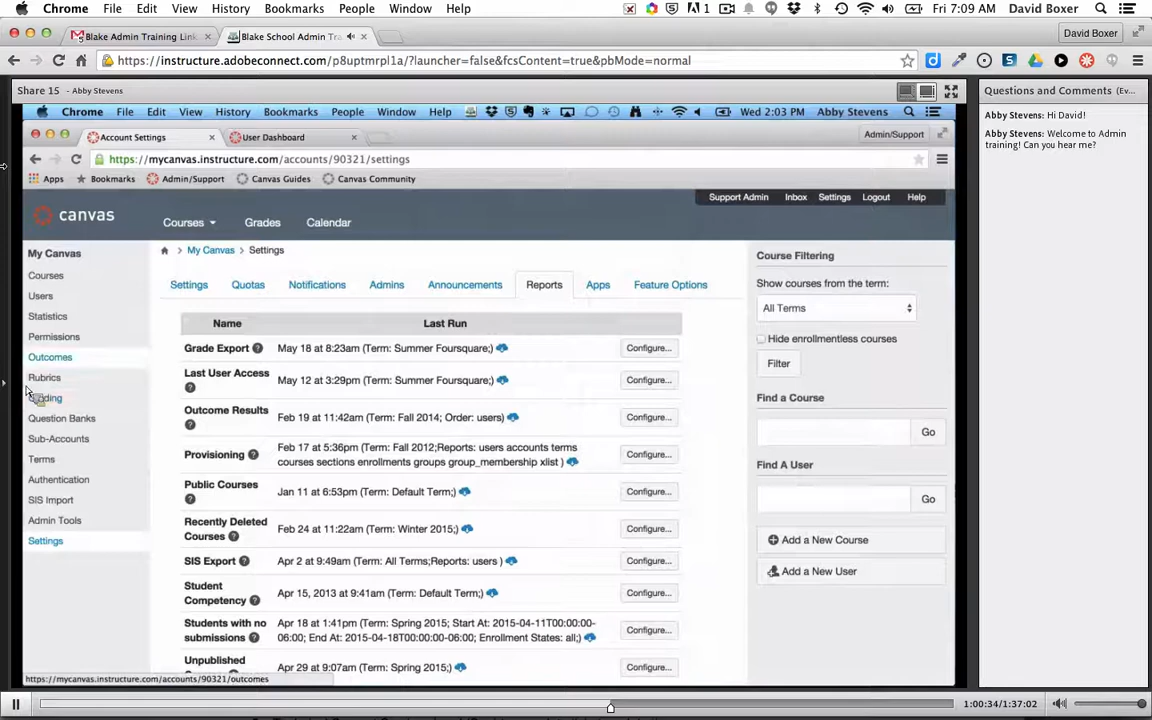 Chrome File Edit View History Bookmarks People Window Help 1 Fri 7:09 AM David Boxer
Blake Admin Training Link × Blake School Admin Tra × David Boxer
https://instructure.adobeconnect.com/p8uptmrpl1a/?launcher=false&fcsContent=true&pbMode=normal
Share 15 - Abby Stevens
Questions and Comments (Ev...
Chrome File Edit View History Bookmarks People Window Help Wed 2:03 PM Abby Stevens
Abby Stevens: Hi David!
Abby Stevens: Welcome to Admin
training! Can you hear me?
Account Settings × User Dashboard × Admin/Support
https://mycanvas.instructure.com/accounts/90321/settings
Apps Bookmarks Admin/Support Canvas Guides Canvas Community
Support Admin Inbox Settings Logout Help
canvas Courses Grades Calendar
My Canvas
Courses
Users
Statistics
Permissions
Outcomes
Rubrics
Question Banks
Sub-Accounts
Terms
Authentication
SIS Import
Admin Tools
Settings
My Canvas > Settings
Settings Quotas Notifications Admins Announcements Reports Apps Feature Options
Name Last Run
Grade Export ? May 18 at 8:23am (Term: Summer Foursquare;) Configure...
Last User Access ? May 12 at 3:29pm (Term: Summer Foursquare;) Configure...
Outcome Results ? Feb 19 at 11:42am (Term: Fall 2014; Order: users) Configure...
Provisioning ? Feb 17 at 5:36pm (Term: Fall 2012;Reports: users accounts terms
courses sections enrollments groups group_membership xlist ) Configure...
Public Courses ? Jan 11 at 6:53pm (Term: Default Term;) Configure...
Recently Deleted
Courses ? Feb 24 at 11:22am (Term: Winter 2015;) Configure...
SIS Export ? Apr 2 at 9:49am (Term: All Terms;Reports: users ) Configure...
Student
Competency ? Apr 15, 2013 at 9:41am (Term: Default Term;) Configure...
Students with no
submissions ? Apr 18 at 1:41pm (Term: Spring 2015; Start At: 2015-04-11T00:00:00-
06:00; End At: 2015-04-18T00:00:00-06:00; Enrollment States: all;) Configure...
Unpublished Apr 29 at 9:07am (Term: Spring 2015;) Configure...
Course Filtering
Show courses from the term:
All Terms
Hide enrollmentless courses
Filter
Find a Course
Go
Find A User
Go
Add a New Course
Add a New User
https://mycanvas.instructure.com/accounts/90321/outcomes
1:00:34/1:37:02